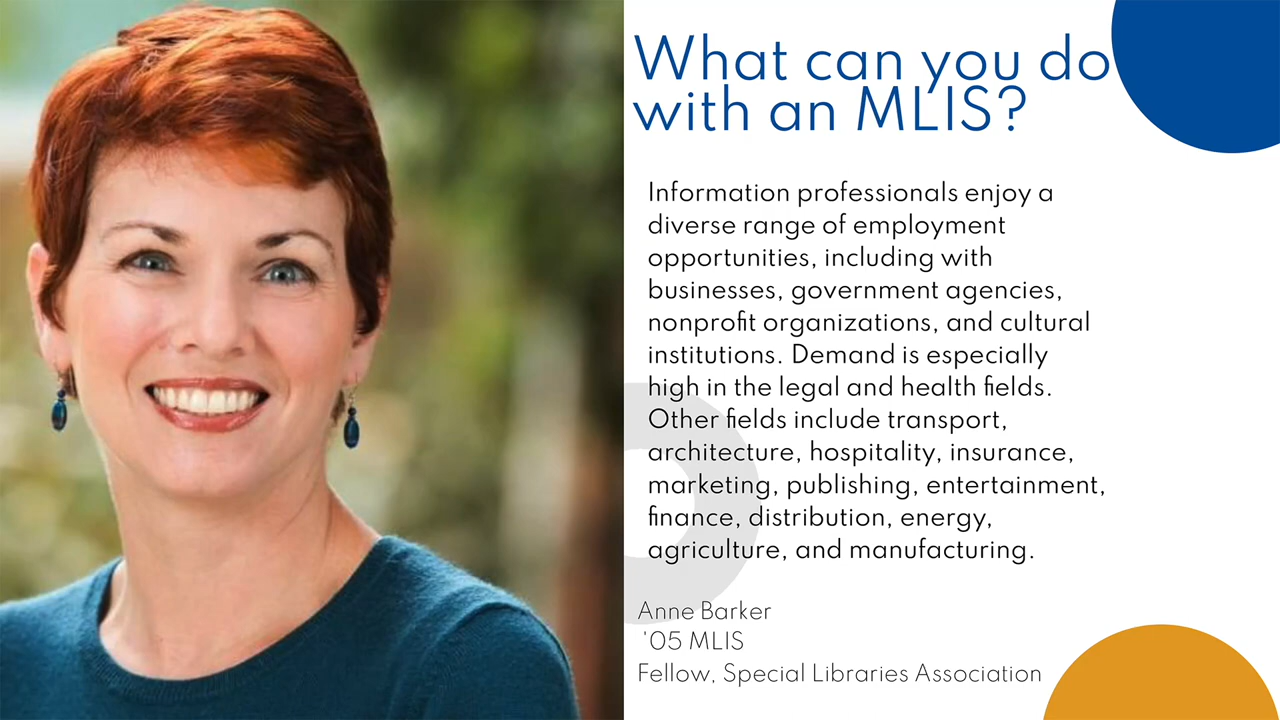 What can you do
with an MLIS?
Information professionals enjoy a
diverse range of employment
opportunities, including with
businesses, government agencies,
nonprofit organizations, and cultural
institutions. Demand is especially
high in the legal and health fields.
Other fields include transport,
architecture, hospitality, insurance,
marketing, publishing, entertainment,
finance, distribution, energy,
agriculture, and manufacturing.
Anne Barker
'05 MLIS
Fellow, Special Libraries Association